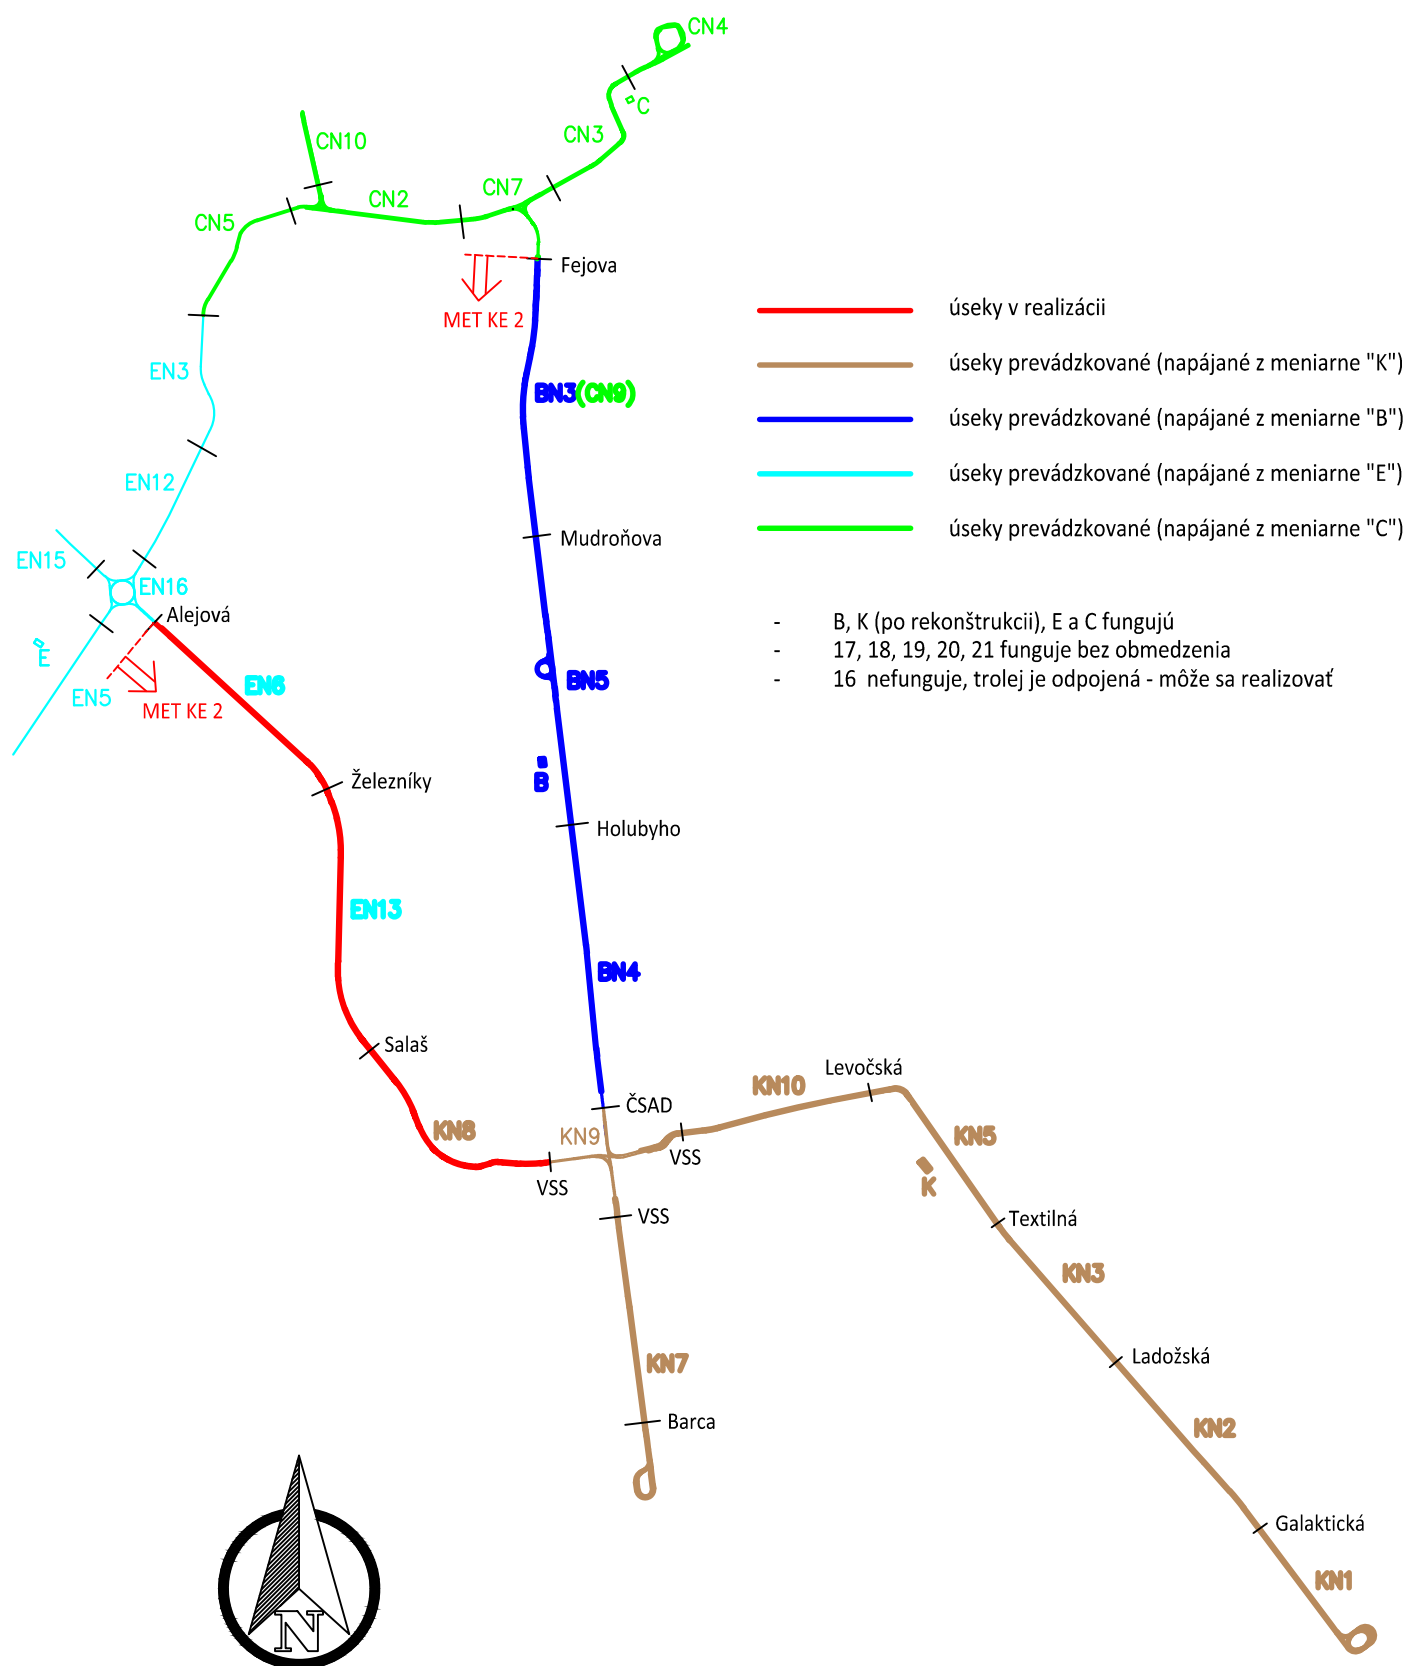 CN4
C
CN3
CN10
CN7
CN2
CN5
Fejova
MET KE 2
úseky v realizácii
úseky prevádzkované (napájané z meniarne "K")
úseky prevádzkované (napájané z meniarne "B")
úseky prevádzkované (napájané z meniarne "E")
úseky prevádzkované (napájané z meniarne "C")
EN3
BN3(CN9)
EN12
Mudroňova
EN15
EN16
Alejová
- B, K (po rekonštrukcii), E a C fungujú
- 17, 18, 19, 20, 21 funguje bez obmedzenia
- 16 nefunguje, trolej je odpojená - môže sa realizovať
E
EN5
MET KE 2
EN6
BN5
Železníky
B
Holubyho
EN13
BN4
Salaš
ČSAD
KN8
KN9
VSS
VSS
VSS
KN10
Levočská
KN5
K
Textilná
KN3
KN7
Ladožská
Barca
KN2
Galaktická
KN1
N